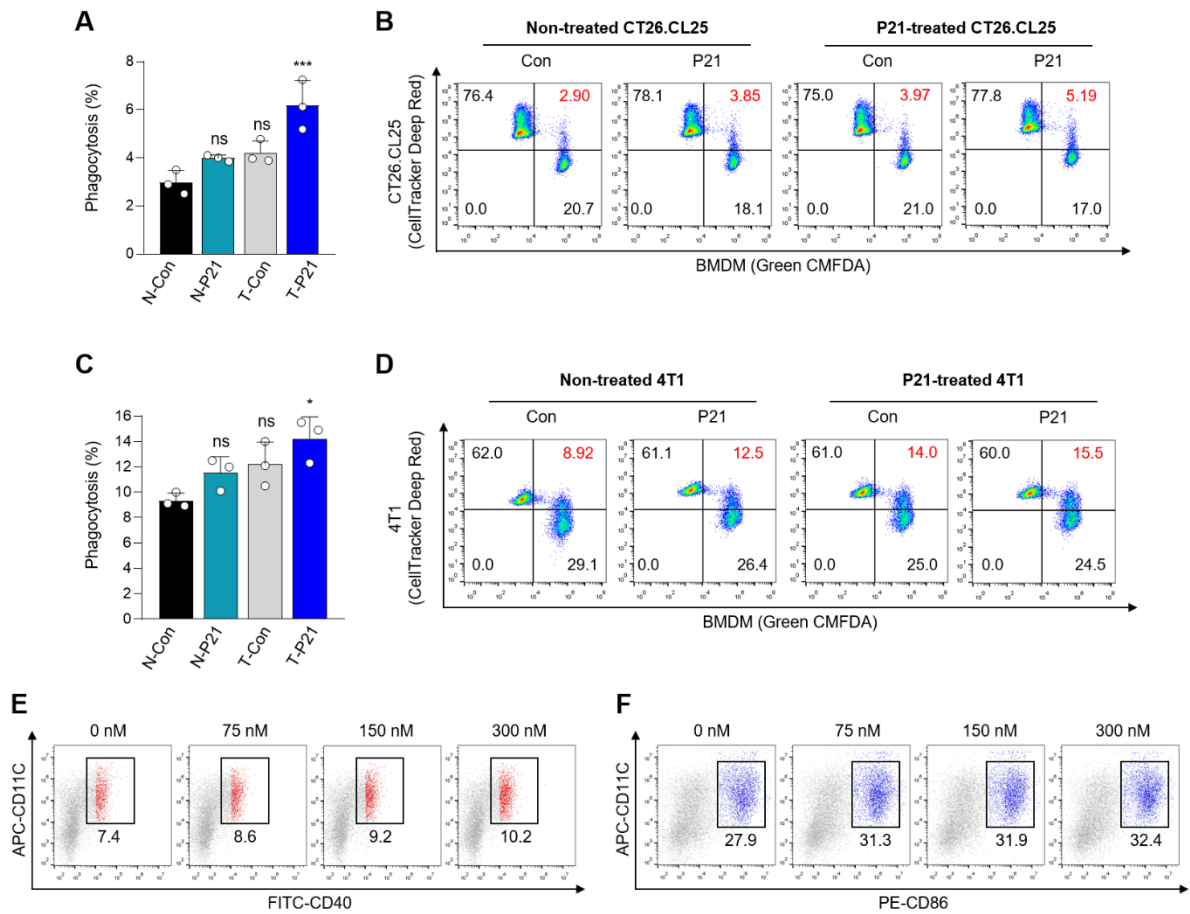 A
Phagocytosis (%)
8
6
4
2
0
ns
ns
***
N-Con
N-P21
T-Con
T-P21
B
Non-treated CT26.CL25
P21-treated CT26.CL25
Con
P21
Con
P21
76.4
2.90
78.1
3.85
75.0
3.97
77.8
5.19
0.0
20.7
0.0
18.1
0.0
21.0
0.0
17.0
CT26.CL25
(CellTracker Deep Red)
BMDM (Green CMFDA)
C
Phagocytosis (%)
16
14
12
10
8
6
4
2
0
ns
ns
*
N-Con
N-P21
T-Con
T-P21
D
Non-treated 4T1
P21-treated 4T1
Con
P21
Con
P21
62.0
8.92
61.1
12.5
61.0
14.0
60.0
15.5
0.0
29.1
0.0
26.4
0.0
25.0
0.0
24.5
4T1
(CellTracker Deep Red)
BMDM (Green CMFDA)
E
0 nM
75 nM
150 nM
300 nM
7.4
8.6
9.2
10.2
APC-CD11C
FITC-CD40
F
0 nM
75 nM
150 nM
300 nM
27.9
31.3
31.9
32.4
APC-CD11C
PE-CD86